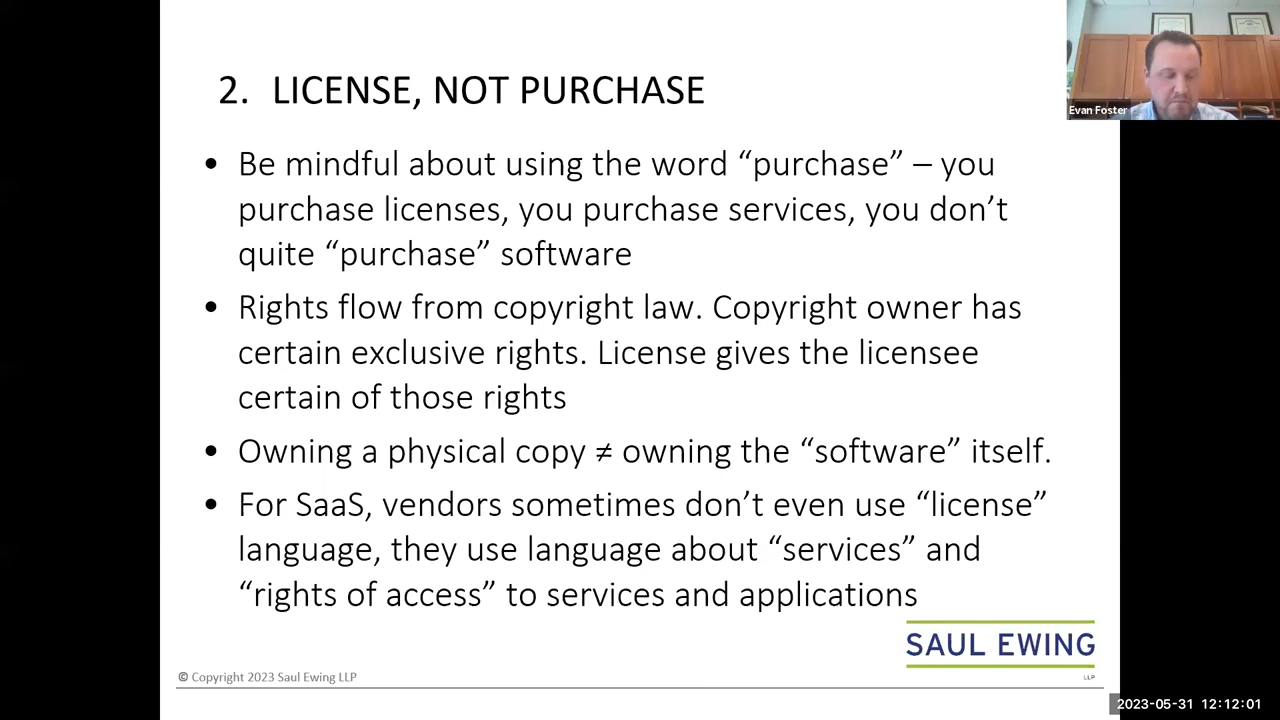 2. LICENSE, NOT PURCHASE
Evan Foster
• Be mindful about using the word “purchase” – you
purchase licenses, you purchase services, you don’t
quite “purchase” software
• Rights flow from copyright law. Copyright owner has
certain exclusive rights. License gives the licensee
certain of those rights
• Owning a physical copy ≠ owning the “software” itself.
• For SaaS, vendors sometimes don’t even use “license”
language, they use language about “services” and
“rights of access” to services and applications
SAUL EWING
LLP
© Copyright 2023 Saul Ewing LLP
2023-05-31 12:12:01